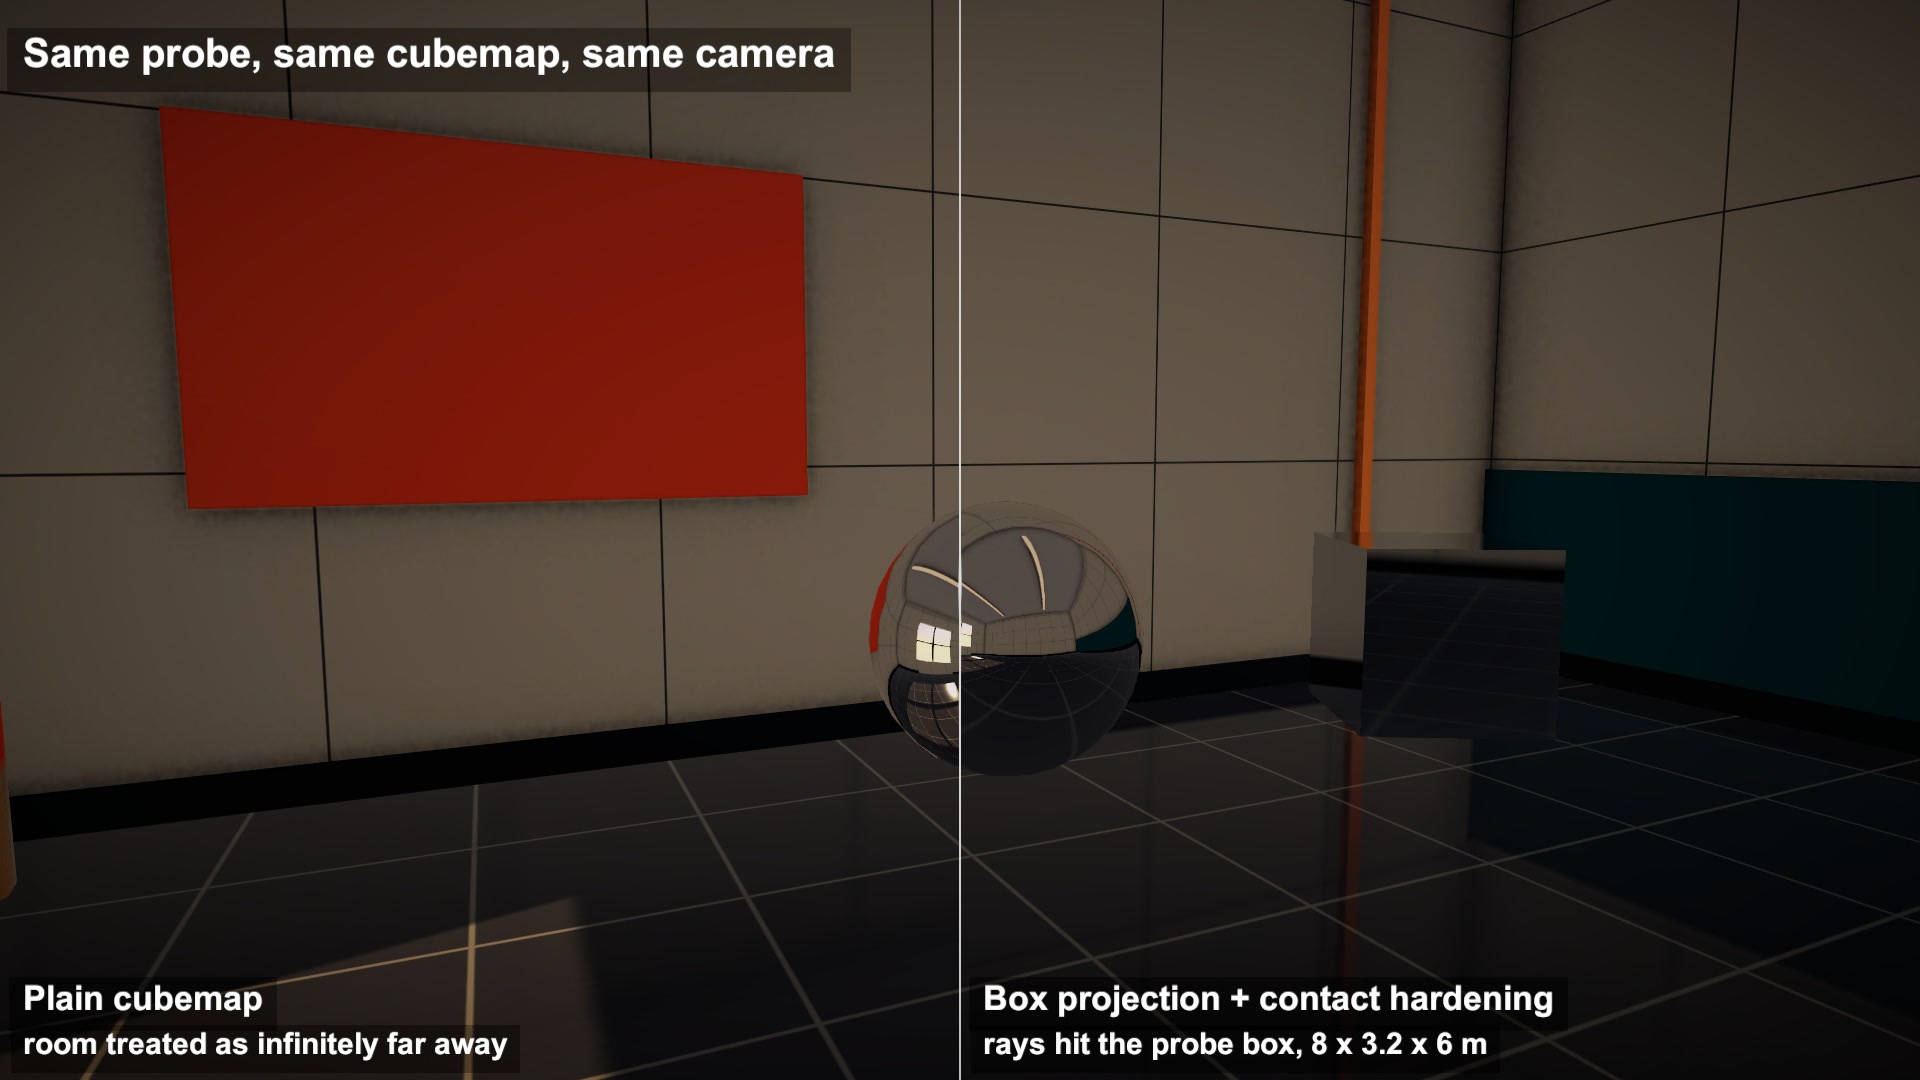 Same probe, same cubemap, same camera
Plain cubemap
room treated as infinitely far away
Box projection + contact hardening
rays hit the probe box, 8 x 3.2 x 6 m